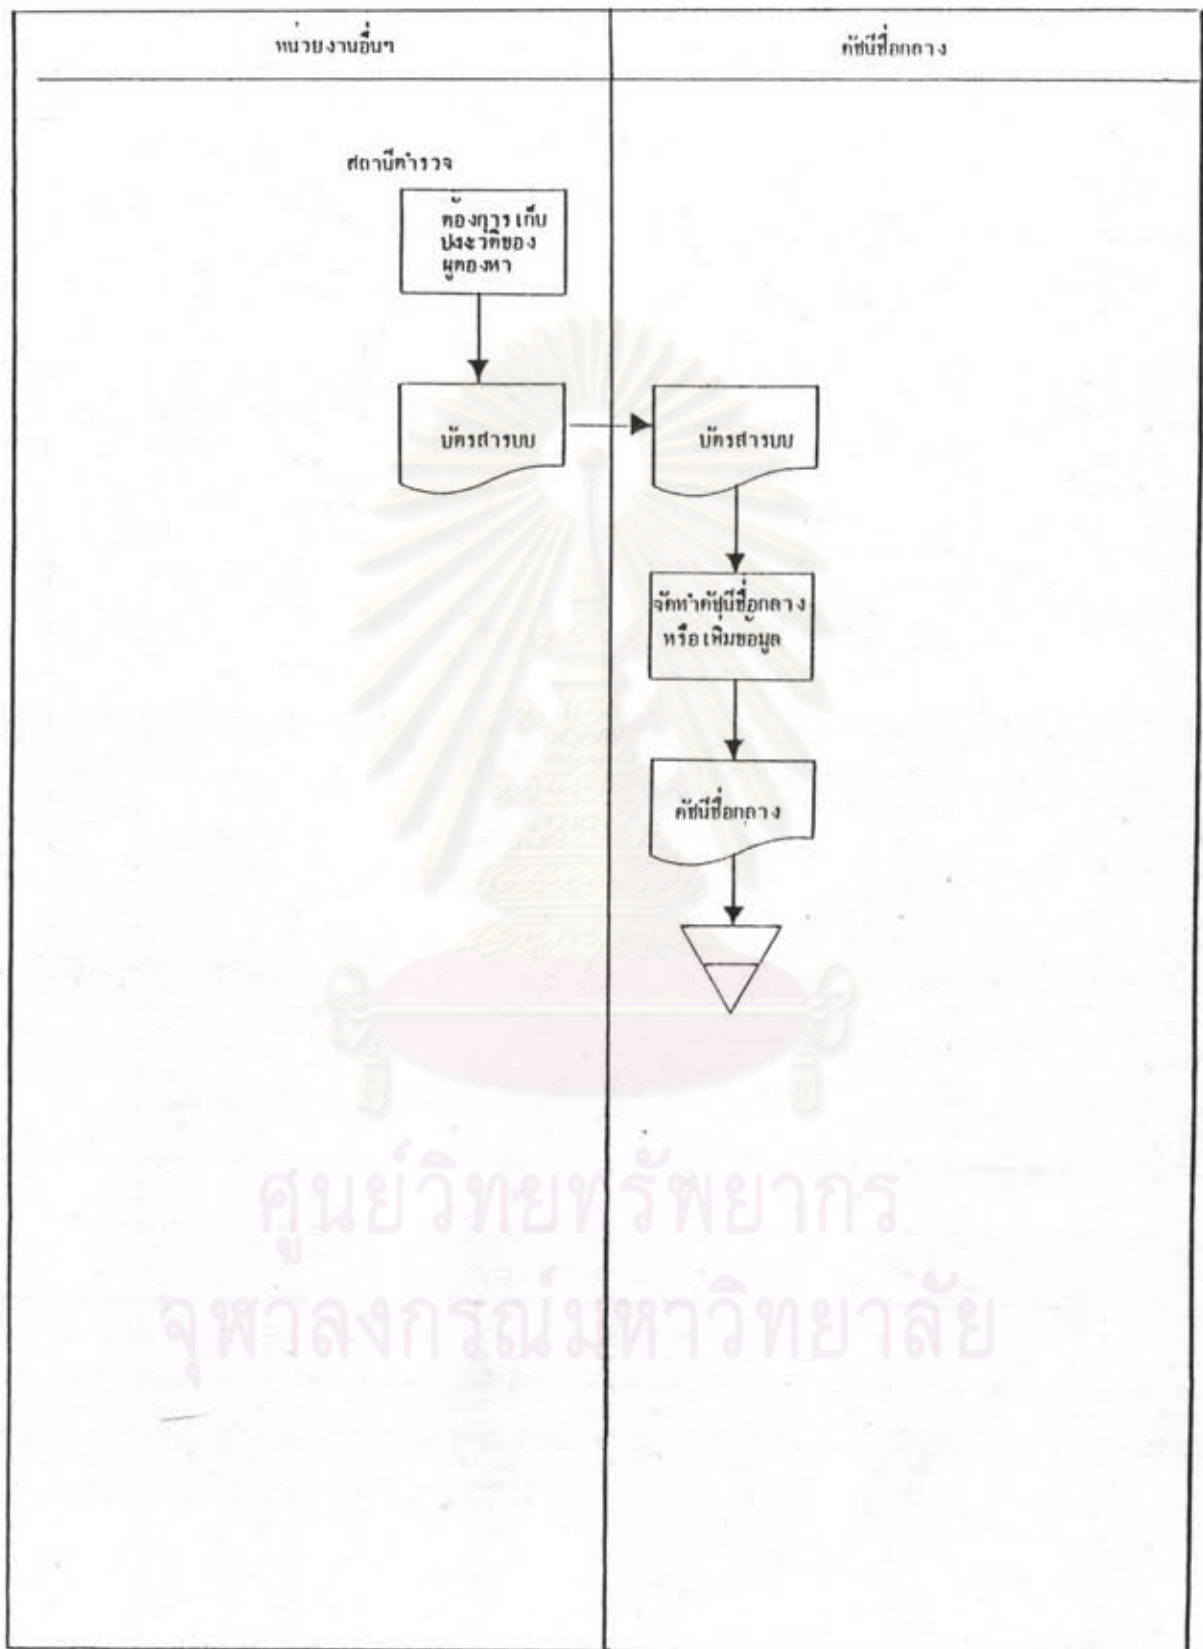 หน่วยงานอื่นๆ
ดัชนีชื่อกลาง
สถานีตำรวจ
ต้องการเก็บ
ประวัติของ
ผู้ต้องหา
บัตรสารบบ
บัตรสารบบ
จัดทำดัชนีชื่อกลาง
หรือเพิ่มข้อมูล
ดัชนีชื่อกลาง
ศูนย์วิทยทรัพยากร
จุฬาลงกรณ์มหาวิทยาลัย